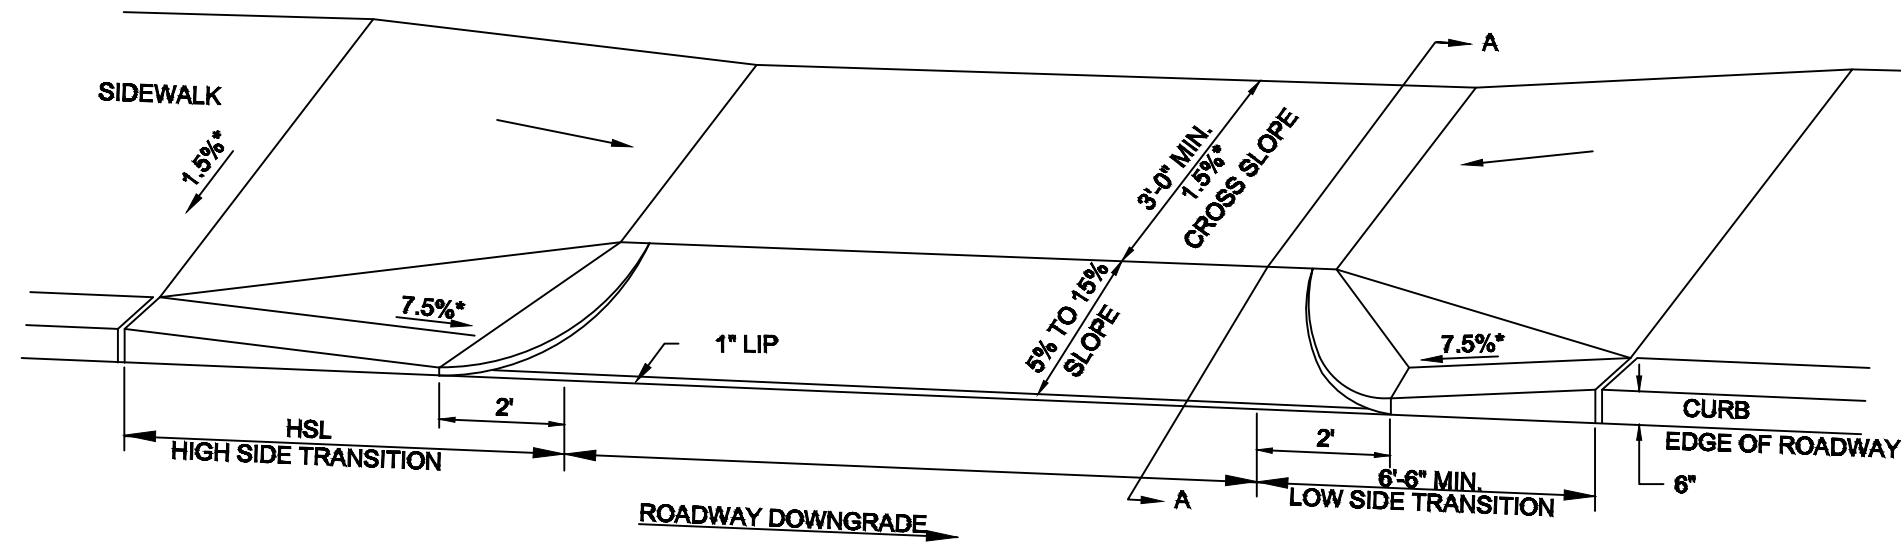 A
SIDEWALK
1.5%*
3'-0" MIN.
1.5%*
CROSS SLOPE
7.5%*
1" LIP
5% TO 15%
SLOPE
7.5%*
2'
HSL
HIGH SIDE TRANSITION
CURB
EDGE OF ROADWAY
2'
6'-6" MIN.
LOW SIDE TRANSITION
6"
A
ROADWAY DOWNGRADE